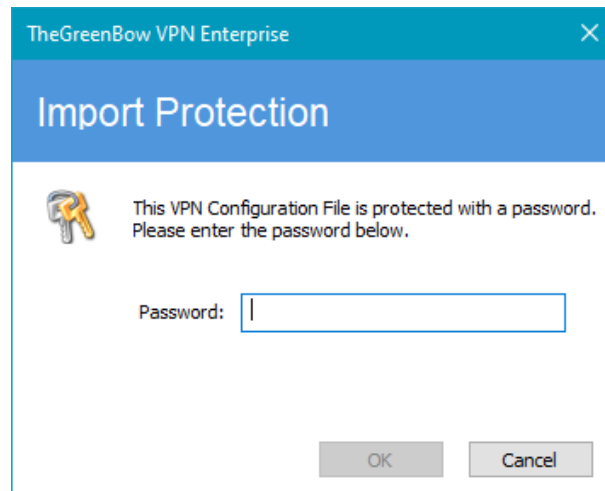 TheGreenBow VPN Enterprise
Import Protection
This VPN Configuration File is protected with a password.
Please enter the password below.
Password:
OK
Cancel